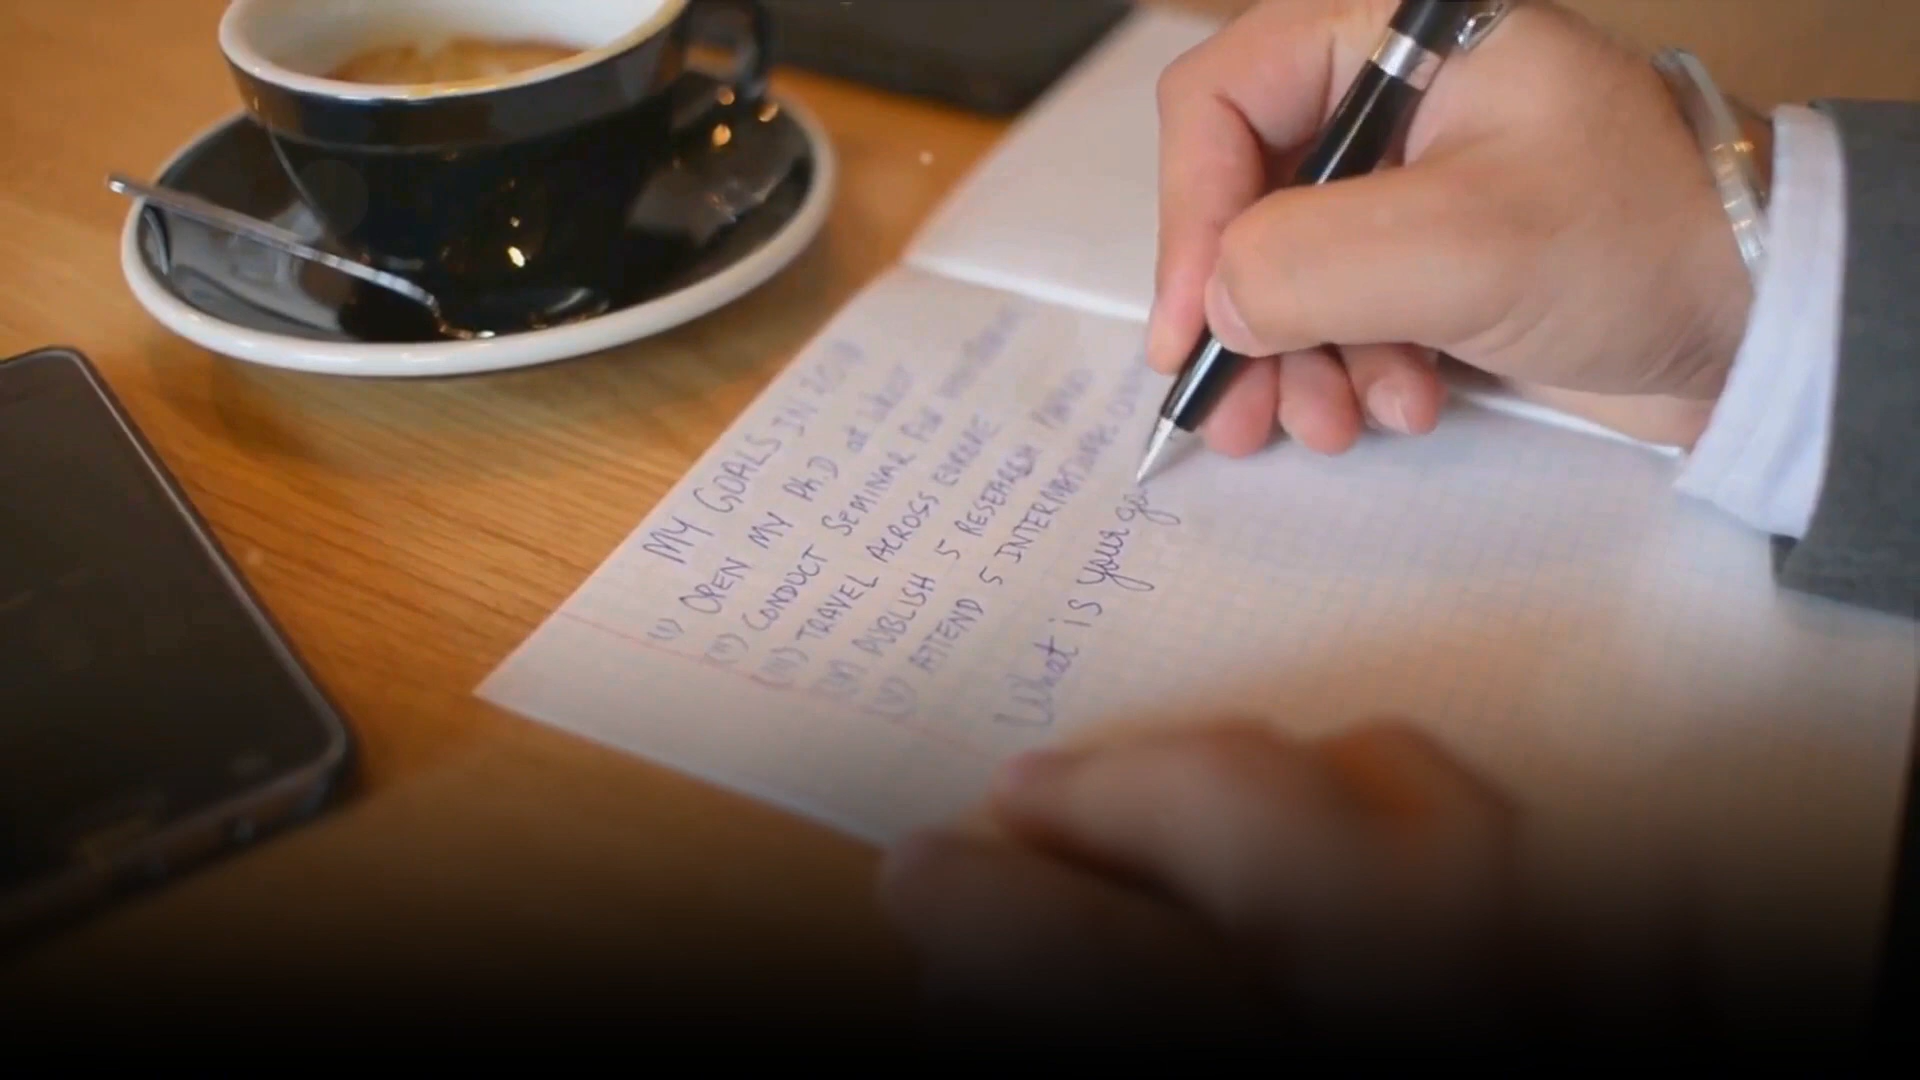 MY GOALS IN
(i) OPEN MY Ph.D at
(ii) CONDUCT SEMINAR FOR
(iii) TRAVEL ACROSS EUROPE
(iv) PUBLISH 5 RESEARCH
(v) ATTEND 5 INTERNATIONAL
What is your go